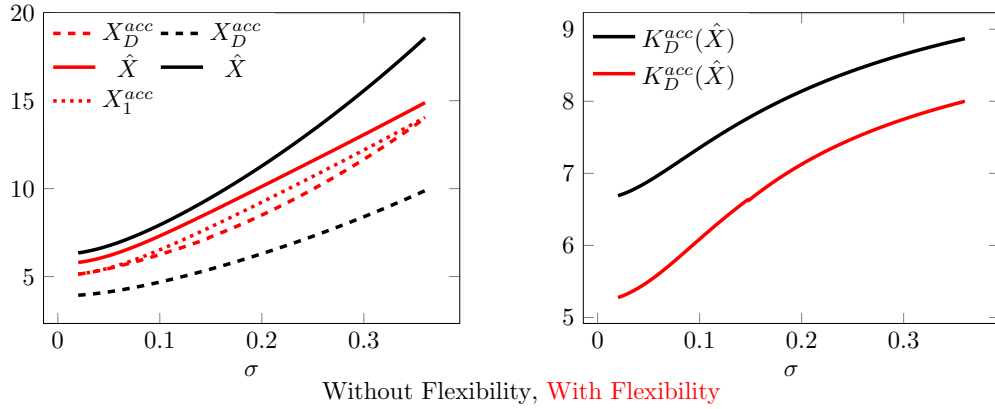 20
15
10
5
0
0.1
0.2
0.3
σ
X_D^{acc} X_D^{acc}
X̂ X̂
X_1^{acc}
9
8
7
6
5
0
0.1
0.2
0.3
σ
K_D^{acc}(X̂)
K_D^{acc}(X̂)
Without Flexibility, With Flexibility